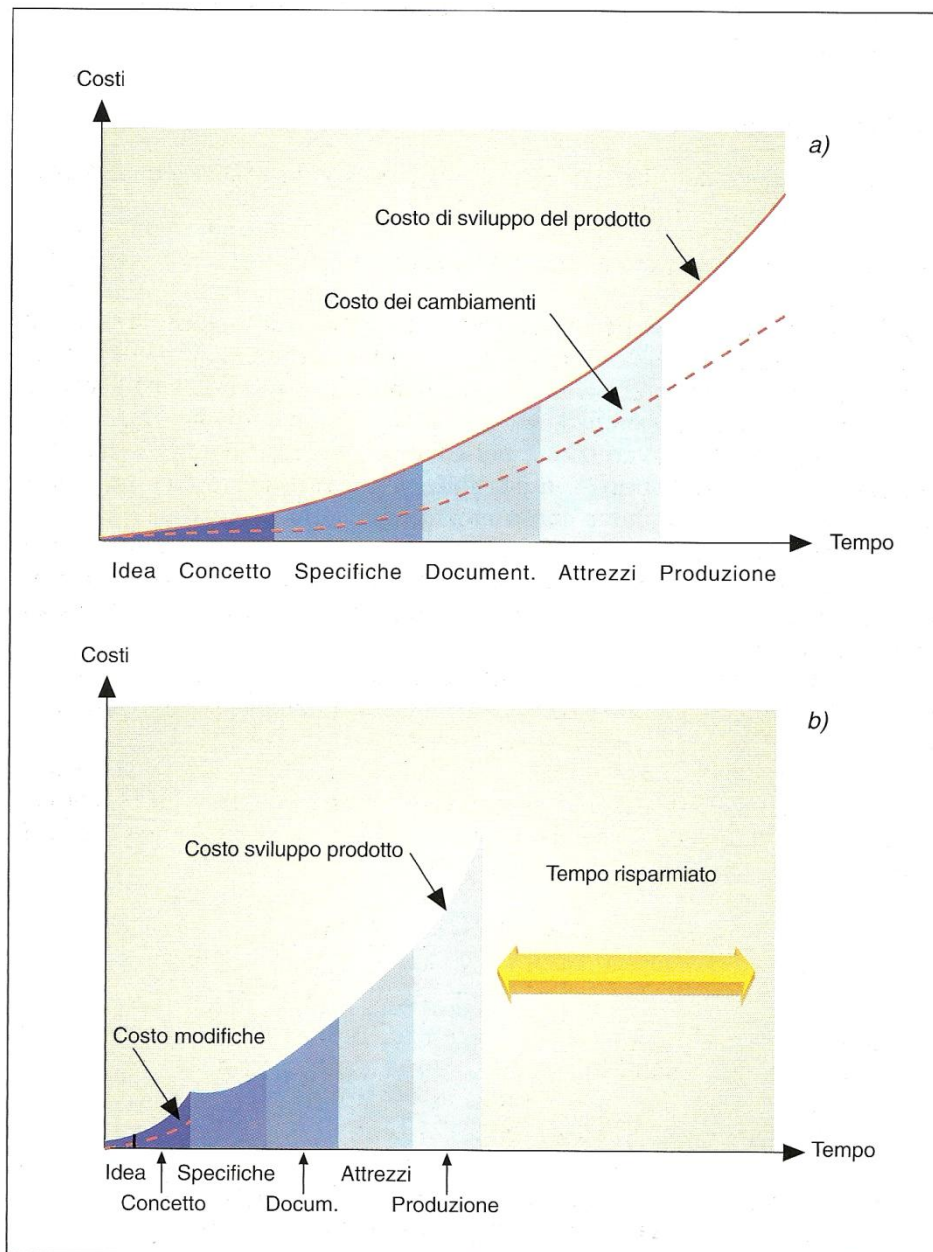 Costi
a)
Costo di sviluppo del prodotto
Costo dei cambiamenti
Tempo
Idea Concetto Specifiche Document. Attrezzi Produzione
Costi
b)
Costo sviluppo prodotto
Tempo risparmiato
Costo modifiche
Tempo
Idea Specifiche Attrezzi
Concetto Docum. Produzione